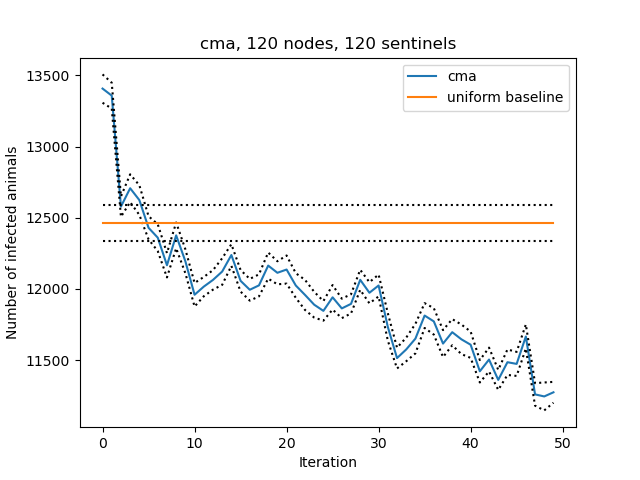 cma, 120 nodes, 120 sentinels
cma
uniform baseline
Number of infected animals
13500
13000
12500
12000
11500
0 10 20 30 40 50
Iteration